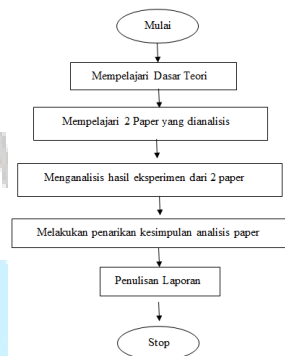 Mulai
Mempelajari Dasar Teori
Mempelajari 2 Paper yang dianalisis
Menganalisis hasil eksperimen dari 2 paper
Melakukan penarikan kesimpulan analisis paper
Penulisan Laporan
Stop